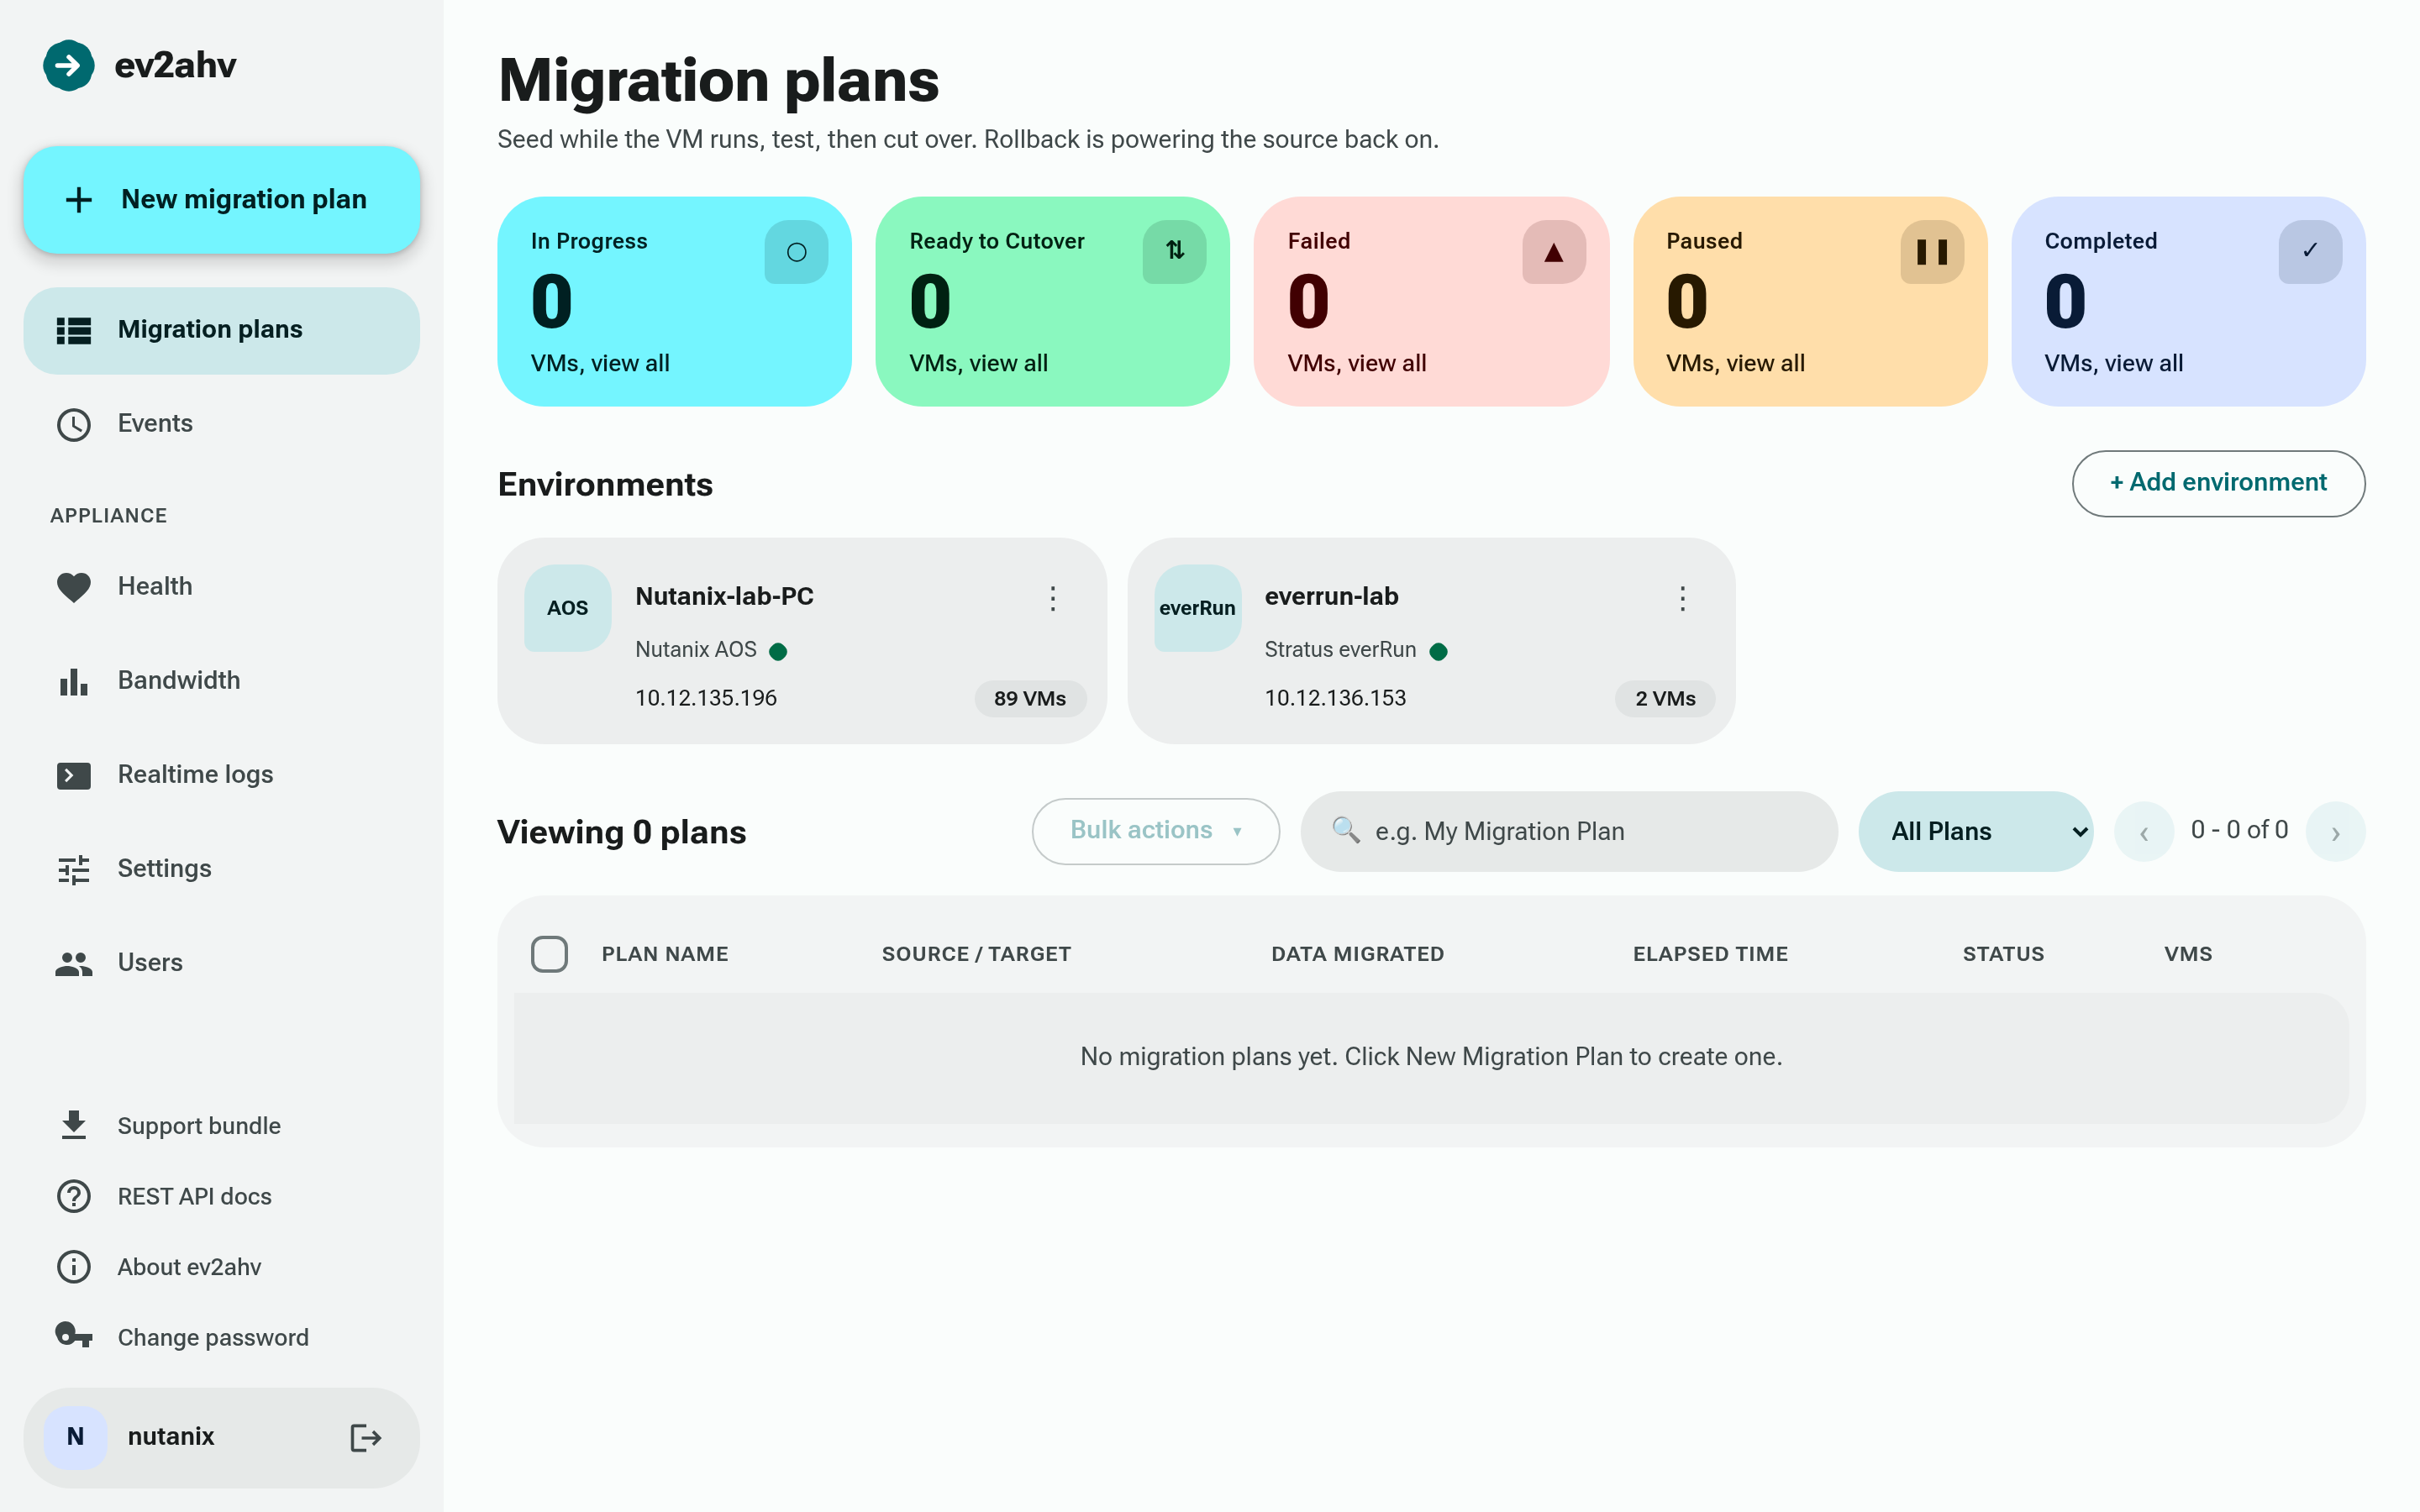 ev2ahv
New migration plan
Migration plans
Events
APPLIANCE
Health
Bandwidth
Realtime logs
Settings
Users
Support bundle
REST API docs
About ev2ahv
Change password
N nutanix
Migration plans
Seed while the VM runs, test, then cut over. Rollback is powering the source back on.
In Progress
0
VMs, view all
Ready to Cutover
0
VMs, view all
Failed
0
VMs, view all
Paused
0
VMs, view all
Completed
0
VMs, view all
Environments
+ Add environment
AOS
Nutanix-lab-PC
Nutanix AOS
10.12.135.196
89 VMs
everRun
everrun-lab
Stratus everRun
10.12.136.153
2 VMs
Viewing 0 plans
Bulk actions
e.g. My Migration Plan
All Plans
0 - 0 of 0
PLAN NAME SOURCE / TARGET DATA MIGRATED ELAPSED TIME STATUS VMS
No migration plans yet. Click New Migration Plan to create one.